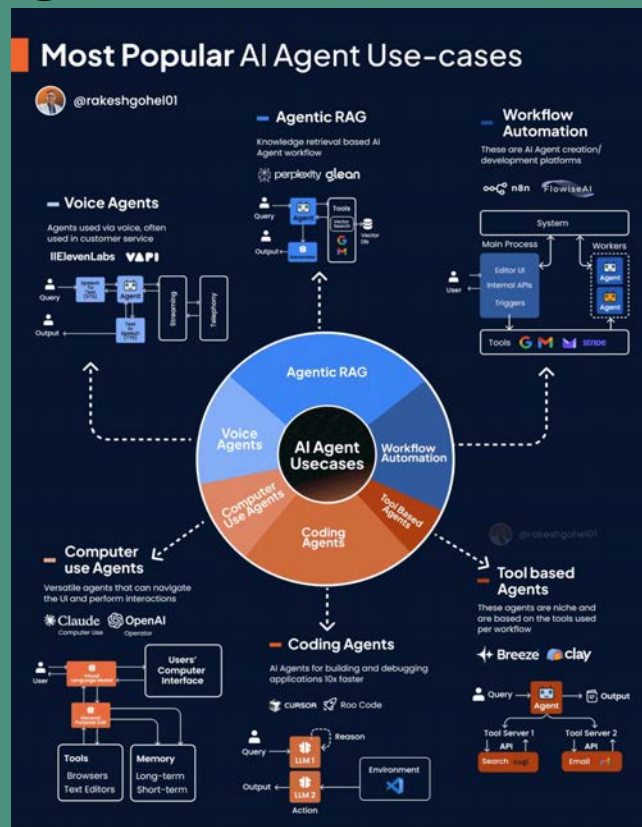 Most Popular AI Agent Use-cases
@rakeshgohel01
Agentic RAG
Knowledge retrieval based AI
Agent workflow
perplexity glean
Query
Agent
Tools
Vector
Search
Vector
Dbs
Output
Generator
Workflow
Automation
These are AI Agent creation/
development platforms
n8n FlowiseAI
System
Main Process
Workers
Editor UI
Internal APIs
Triggers
User
Agent
Agent
Tools
stripe
Voice Agents
Agents used via voice, often
used in customer service
IIElevenLabs VAPI
Query
Speech
To
Text
(STT)
Agent
Output
Text
to
Speech
(TTS)
Streaming
Telephony
Agentic RAG
Voice
Agents
AI Agent
Usecases
Workflow
Automation
Computer
Use Agents
Coding
Agents
Tool Based
Agents
@rakeshgohel01
Computer
use Agents
Versatile agents that can navigate
the UI and perform interactions
Claude
Computer Use
OpenAI
Operator
User
Visual
Language Model
Users'
Computer
Interface
General
Purpose LLM
Tools
Browsers
Text Editors
Memory
Long-term
Short-term
Coding Agents
AI Agents for building and debugging
applications 10x faster
CURSOR Roo Code
Reason
Query
LLM 1
Output
LLM 2
Action
Environment
Tool based
Agents
These agents are niche and
are based on the tools used
per workflow
Breeze clay
Query
Agent
Output
Tool Server 1
Tool Server 2
API
API
Search
Email